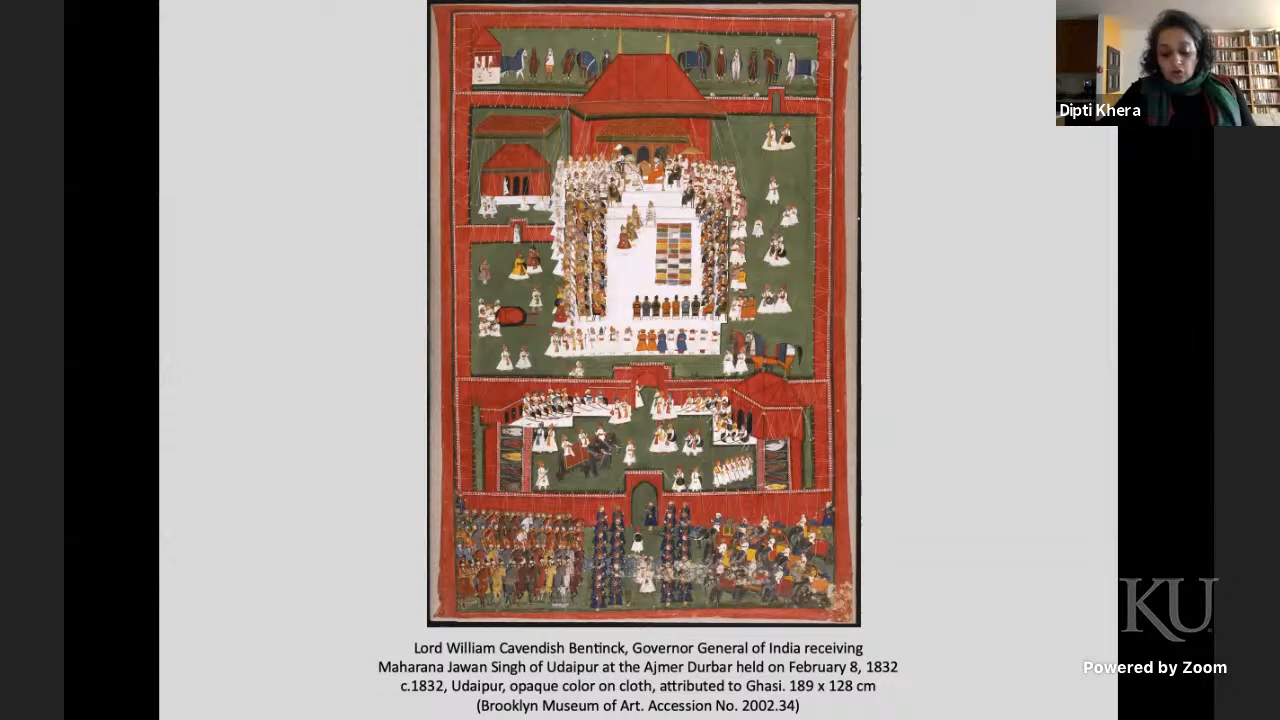 Dipti Khera
Lord William Cavendish Bentinck, Governor General of India receiving
Maharana Jawan Singh of Udaipur at the Ajmer Durbar held on February 8, 1832
c.1832, Udaipur, opaque color on cloth, attributed to Ghasi. 189 x 128 cm
(Brooklyn Museum of Art. Accession No. 2002.34)
KU
Powered by Zoom